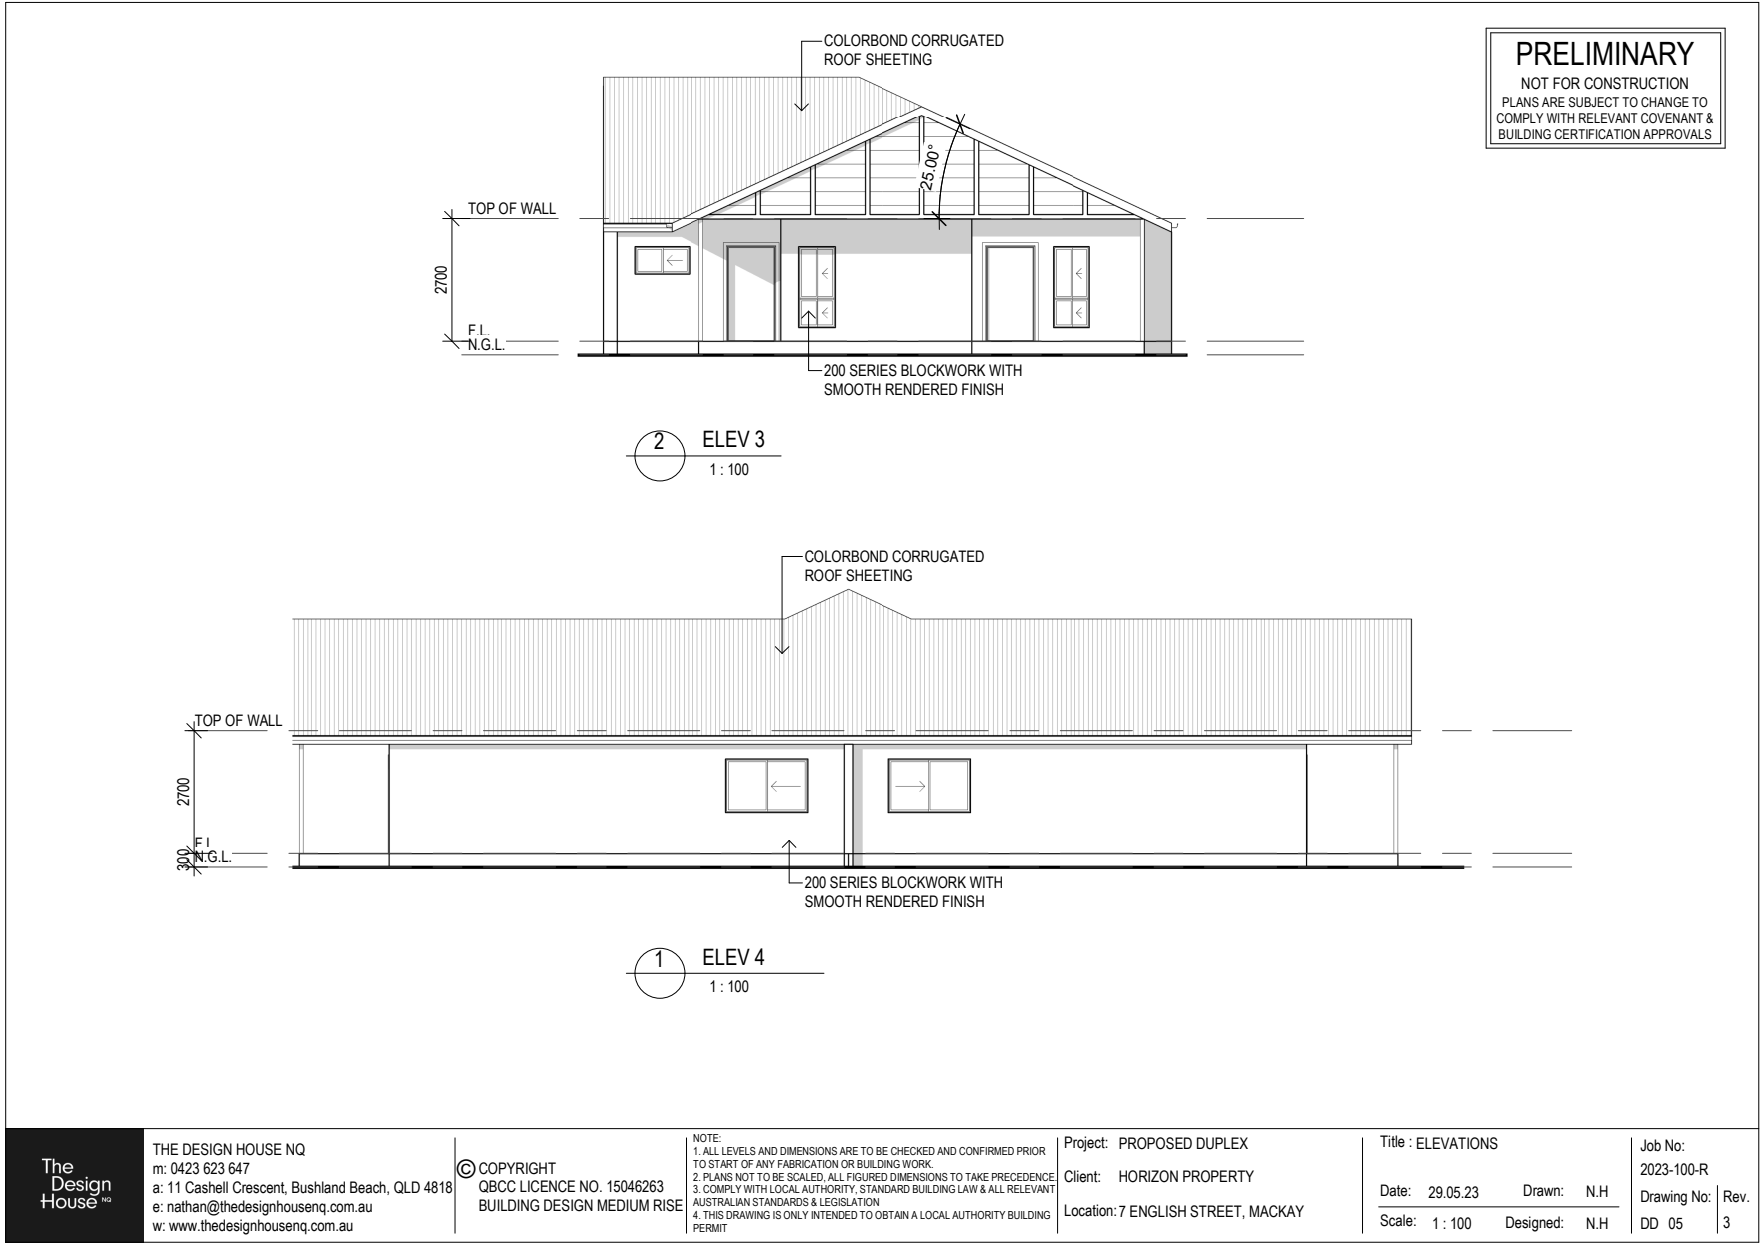 COLORBOND CORRUGATED
ROOF SHEETING
PRELIMINARY
NOT FOR CONSTRUCTION
PLANS ARE SUBJECT TO CHANGE TO
COMPLY WITH RELEVANT COVENANT &
BUILDING CERTIFICATION APPROVALS
25.00°
TOP OF WALL
2700
F.L.
N.G.L.
200 SERIES BLOCKWORK WITH
SMOOTH RENDERED FINISH
2
ELEV 3
1 : 100
COLORBOND CORRUGATED
ROOF SHEETING
TOP OF WALL
2700
F.L.
300
N.G.L.
200 SERIES BLOCKWORK WITH
SMOOTH RENDERED FINISH
1
ELEV 4
1 : 100
The
Design
House NQ
THE DESIGN HOUSE NQ
m: 0423 623 647
a: 11 Cashell Crescent, Bushland Beach, QLD 4818
e: nathan@thedesignhousenq.com.au
w: www.thedesignhousenq.com.au
© COPYRIGHT
QBCC LICENCE NO. 15046263
BUILDING DESIGN MEDIUM RISE
NOTE:
1. ALL LEVELS AND DIMENSIONS ARE TO BE CHECKED AND CONFIRMED PRIOR
TO START OF ANY FABRICATION OR BUILDING WORK.
2. PLANS NOT TO BE SCALED, ALL FIGURED DIMENSIONS TO TAKE PRECEDENCE.
3. COMPLY WITH LOCAL AUTHORITY, STANDARD BUILDING LAW & ALL RELEVANT
AUSTRALIAN STANDARDS & LEGISLATION
4. THIS DRAWING IS ONLY INTENDED TO OBTAIN A LOCAL AUTHORITY BUILDING
PERMIT
Project: PROPOSED DUPLEX
Client: HORIZON PROPERTY
Location: 7 ENGLISH STREET, MACKAY
Title : ELEVATIONS
Date: 29.05.23 Drawn: N.H
Scale: 1 : 100 Designed: N.H
Job No:
2023-100-R
Drawing No: Rev.
DD 05 3